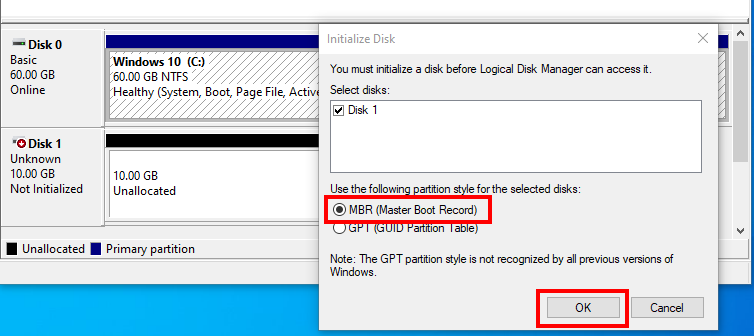 Disk 0
Basic
60.00 GB
Online
Windows 10 (C:)
60.00 GB NTFS
Healthy (System, Boot, Page File, Active
Disk 1
Unknown
10.00 GB
Not Initialized
10.00 GB
Unallocated
Unallocated Primary partition
Initialize Disk
You must initialize a disk before Logical Disk Manager can access it.
Select disks:
Disk 1
Use the following partition style for the selected disks:
MBR (Master Boot Record)
GPT (GUID Partition Table)
Note: The GPT partition style is not recognized by all previous versions of
Windows.
OK Cancel